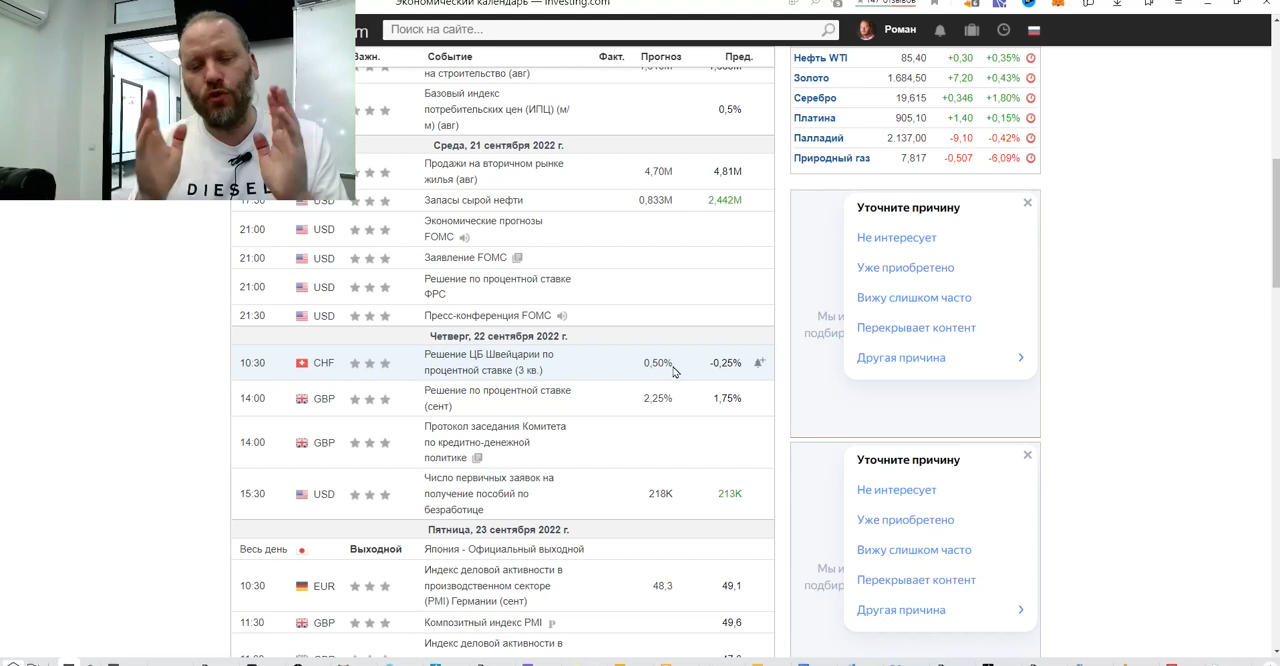 Экономический календарь — Investing.com
147 отзывов
m
Поиск на сайте...
Роман
DIESEL
Важн. Событие Факт. Прогноз Пред.
на строительство (авг)
Базовый индекс
потребительских цен (ИПЦ) (м/
м) (авг)
0,5%
Среда, 21 сентября 2022 г.
Продажи на вторичном рынке
жилья (авг)
4,70M 4,81M
17:30 USD Запасы сырой нефти 0,833M 2,442M
21:00 USD Экономические прогнозы
FOMC
21:00 USD Заявление FOMC
21:00 USD Решение по процентной ставке
ФРС
21:30 USD Пресс-конференция FOMC
Четверг, 22 сентября 2022 г.
10:30 CHF Решение ЦБ Швейцарии по
процентной ставке (3 кв.)
0,50% -0,25%
14:00 GBP Решение по процентной ставке
(сент)
2,25% 1,75%
14:00 GBP Протокол заседания Комитета
по кредитно-денежной
политике
15:30 USD Число первичных заявок на
получение пособий по
безработице
218K 213K
Пятница, 23 сентября 2022 г.
Весь день Выходной Япония - Официальный выходной
10:30 EUR Индекс деловой активности в
производственном секторе
(PMI) Германии (сент)
48,3 49,1
11:30 GBP Композитный индекс PMI 49,6
Индекс деловой активности в
Нефть WTI 85,40 +0,30 +0,35%
Золото 1.684,50 +7,20 +0,43%
Серебро 19,615 +0,346 +1,80%
Платина 905,10 +1,40 +0,15%
Палладий 2.137,00 -9,10 -0,42%
Природный газ 7,817 -0,507 -6,09%
Уточните причину
Не интересует
Уже приобретено
Вижу слишком часто
Перекрывает контент
Другая причина
Мы и
подбир
Уточните причину
Не интересует
Уже приобретено
Вижу слишком часто
Перекрывает контент
Другая причина
Мы и
подбир